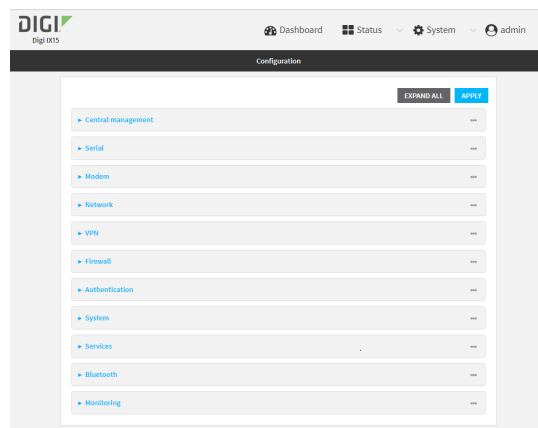 DIGI
Digi IX15
Dashboard Status System admin
Configuration
EXPAND ALL APPLY
Central management
Serial
Modem
Network
VPN
Firewall
Authentication
System
Services
Bluetooth
Monitoring